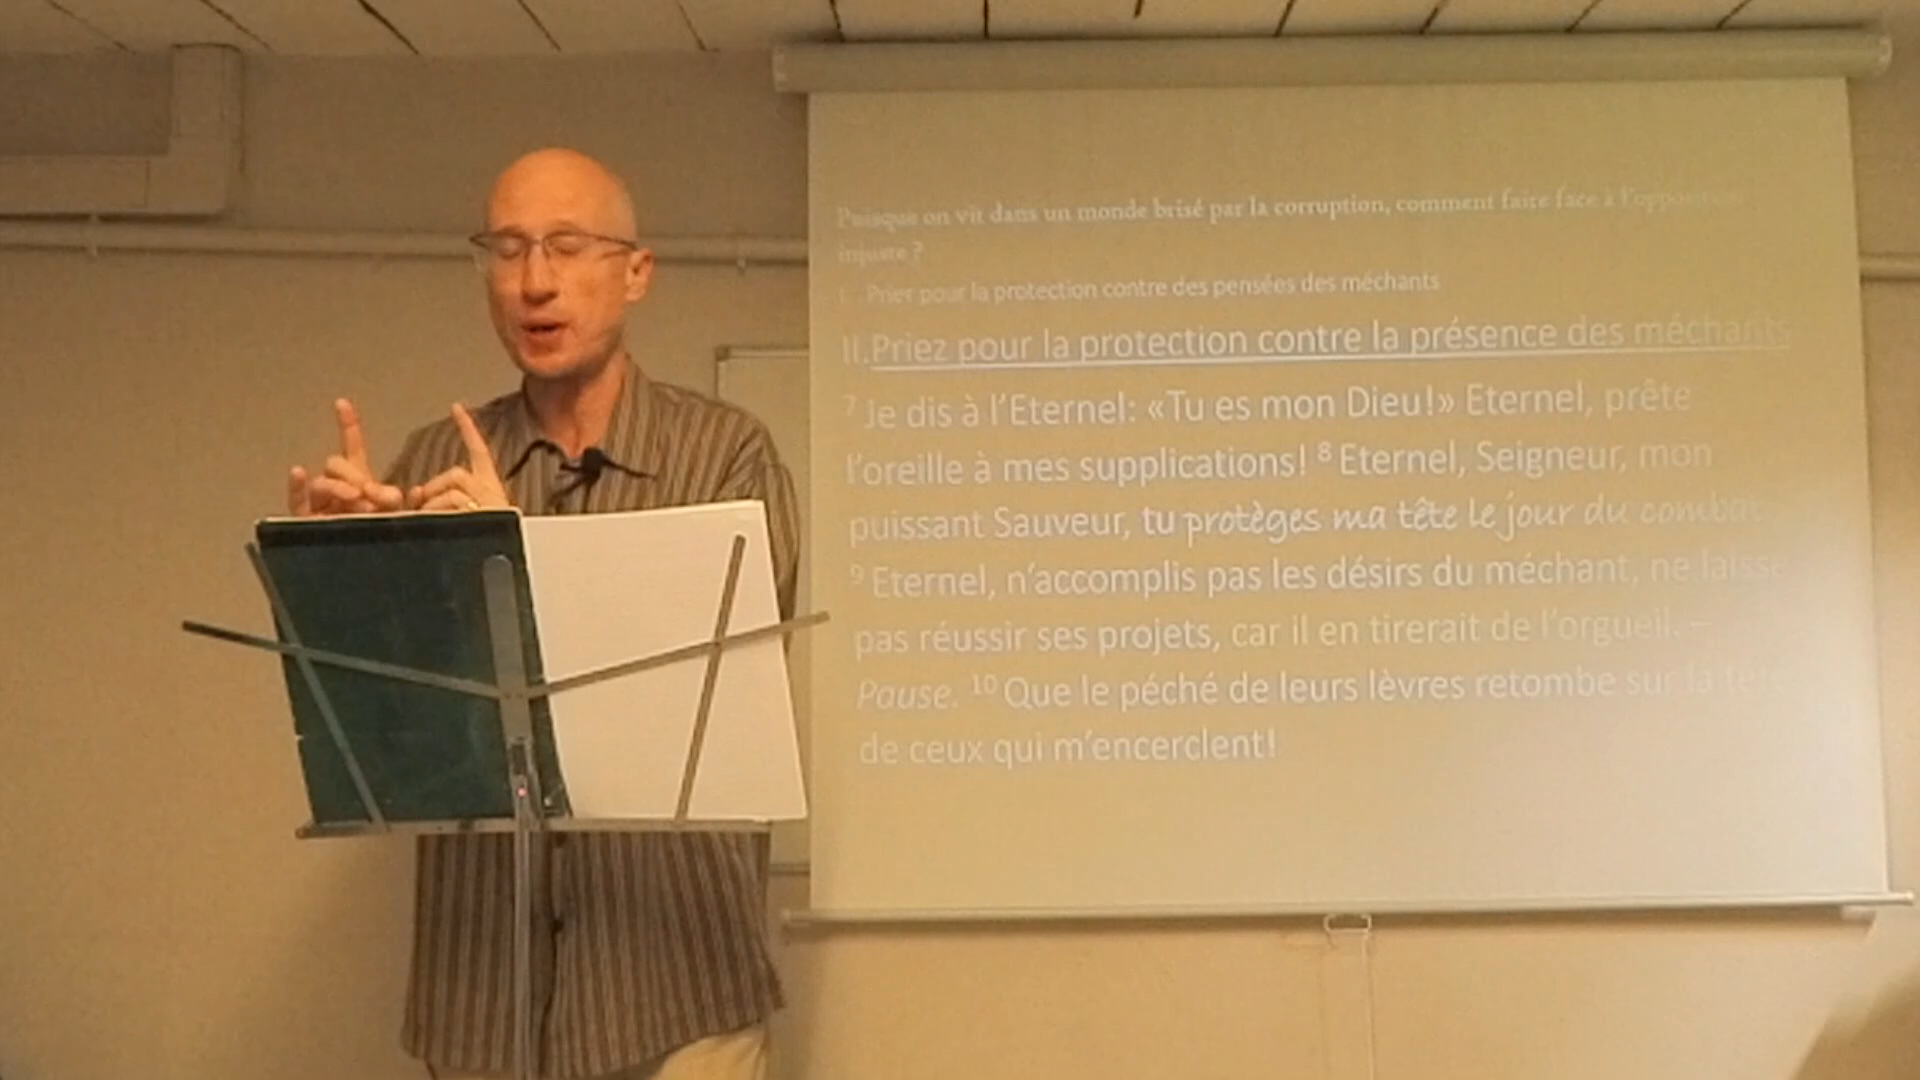 Puisque on vit dans un monde brisé par la corruption, comment faire face à l'opposition
injuste ?
I. Prier pour la protection contre des pensées des méchants
II. Priez pour la protection contre la présence des méchants
7 Je dis à l'Eternel: «Tu es mon Dieu!» Eternel, prête
l'oreille à mes supplications! 8 Eternel, Seigneur, mon
puissant Sauveur, tu protèges ma tête le jour du combat
9 Eternel, n'accomplis pas les désirs du méchant, ne laisse
pas réussir ses projets, car il en tirerait de l'orgueil. –
Pause. 10 Que le péché de leurs lèvres retombe sur la tête
de ceux qui m'encerclent!